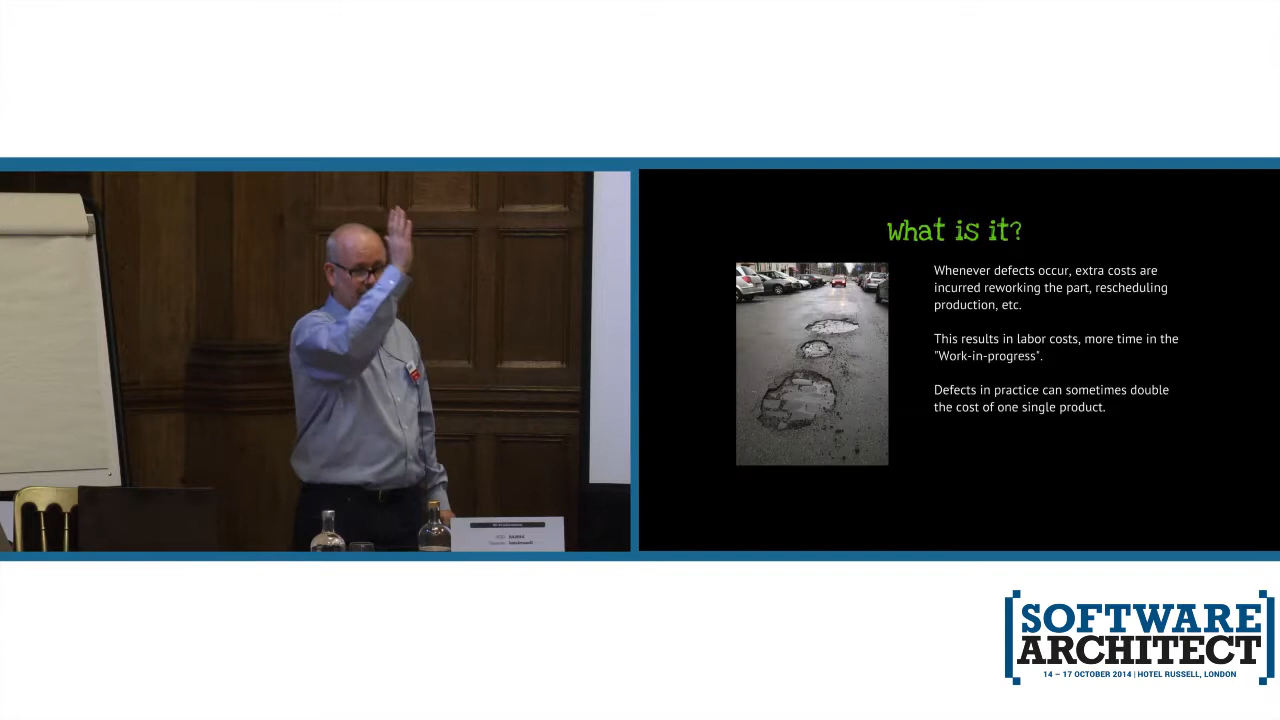 What is it?
Whenever defects occur, extra costs are
incurred reworking the part, rescheduling
production, etc.
This results in labor costs, more time in the
"Work-in-progress".
Defects in practice can sometimes double
the cost of one single product.
SOFTWARE
ARCHITECT
14 – 17 OCTOBER 2014 | HOTEL RUSSELL, LONDON